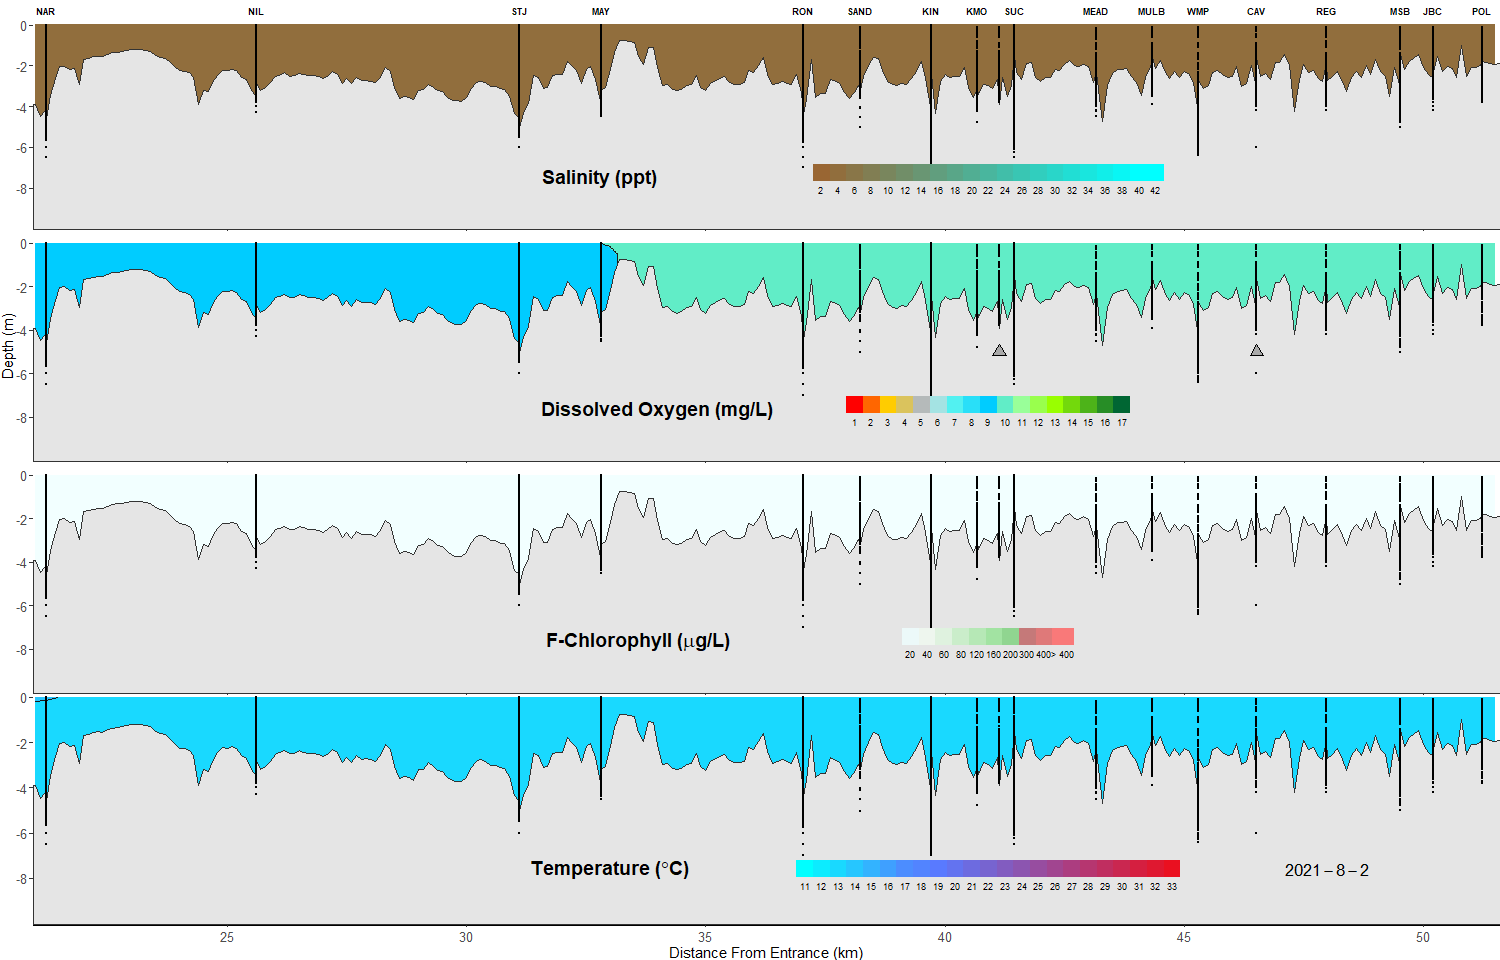 NAR NIL STJ MAY RON SAND KIN KMO SUC MEAD MULB WMP CAV REG MSB JBC POL
0
-2
-4
-6
-8
Salinity (ppt)
2 4 6 8 10 12 14 16 18 20 22 24 26 28 30 32 34 36 38 40 42
0
-2
-4
-6
-8
Depth (m)
Dissolved Oxygen (mg/L)
1 2 3 4 5 6 7 8 9 10 11 12 13 14 15 16 17
0
-2
-4
-6
-8
F-Chlorophyll (μg/L)
20 40 60 80 120 160 200 300 400> 400
0
-2
-4
-6
-8
Temperature (°C)
11 12 13 14 15 16 17 18 19 20 21 22 23 24 25 26 27 28 29 30 31 32 33
2021-8-2
25 30 35 40 45 50
Distance From Entrance (km)